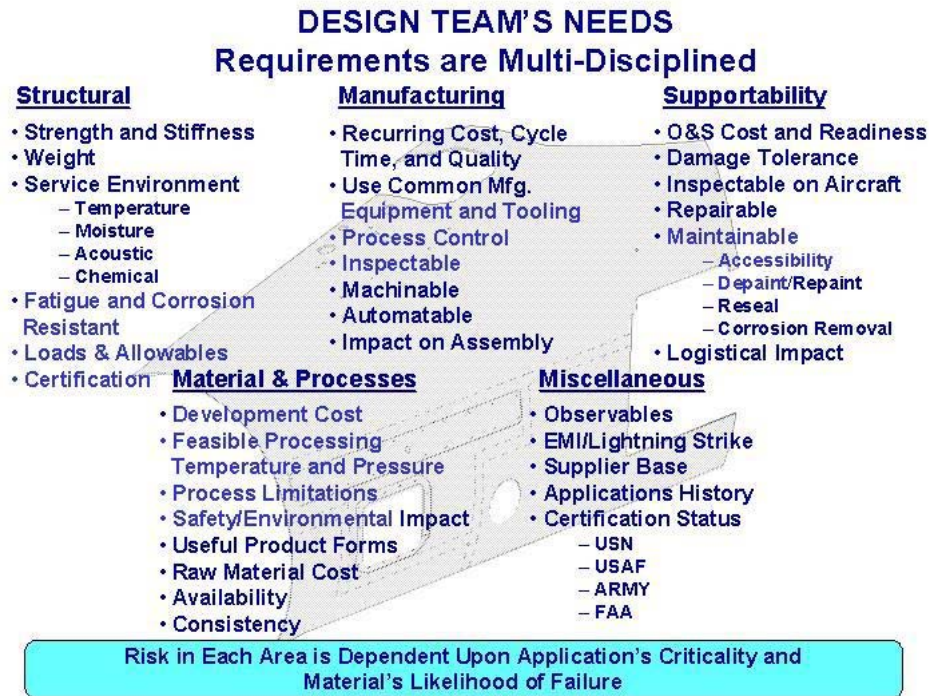 DESIGN TEAM'S NEEDS
Requirements are Multi-Disciplined
Structural
• Strength and Stiffness
• Weight
• Service Environment
– Temperature
– Moisture
– Acoustic
– Chemical
• Fatigue and Corrosion
Resistant
• Loads & Allowables
• Certification
Manufacturing
• Recurring Cost, Cycle
Time, and Quality
• Use Common Mfg.
Equipment and Tooling
• Process Control
• Inspectable
• Machinable
• Automatable
• Impact on Assembly
Supportability
• O&S Cost and Readiness
• Damage Tolerance
• Inspectable on Aircraft
• Repairable
• Maintainable
– Accessibility
– Depaint/Repaint
– Reseal
– Corrosion Removal
• Logistical Impact
Material & Processes
• Development Cost
• Feasible Processing
Temperature and Pressure
• Process Limitations
• Safety/Environmental Impact
• Useful Product Forms
• Raw Material Cost
• Availability
• Consistency
Miscellaneous
• Observables
• EMI/Lightning Strike
• Supplier Base
• Applications History
• Certification Status
– USN
– USAF
– ARMY
– FAA
Risk in Each Area is Dependent Upon Application's Criticality and
Material's Likelihood of Failure